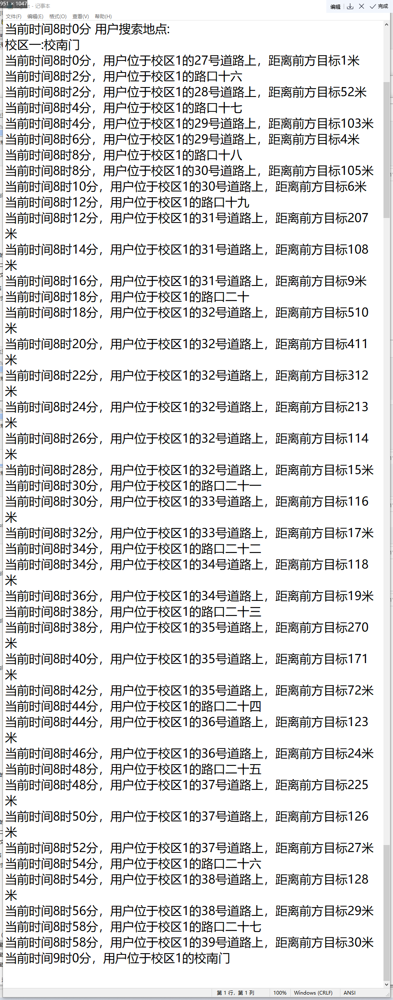 951 × 1047
log.txt - 记事本
编辑
完成
文件(F) 编辑(E) 格式(O) 查看(V) 帮助(H)
当前时间8时0分 用户搜索地点:
校区一:校南门
当前时间8时0分，用户位于校区1的27号道路上，距离前方目标1米
当前时间8时2分，用户位于校区1的路口十六
当前时间8时2分，用户位于校区1的28号道路上，距离前方目标52米
当前时间8时4分，用户位于校区1的路口十七
当前时间8时4分，用户位于校区1的29号道路上，距离前方目标103米
当前时间8时6分，用户位于校区1的29号道路上，距离前方目标4米
当前时间8时8分，用户位于校区1的路口十八
当前时间8时8分，用户位于校区1的30号道路上，距离前方目标105米
当前时间8时10分，用户位于校区1的30号道路上，距离前方目标6米
当前时间8时12分，用户位于校区1的路口十九
当前时间8时12分，用户位于校区1的31号道路上，距离前方目标207
米
当前时间8时14分，用户位于校区1的31号道路上，距离前方目标108
米
当前时间8时16分，用户位于校区1的31号道路上，距离前方目标9米
当前时间8时18分，用户位于校区1的路口二十
当前时间8时18分，用户位于校区1的32号道路上，距离前方目标510
米
当前时间8时20分，用户位于校区1的32号道路上，距离前方目标411
米
当前时间8时22分，用户位于校区1的32号道路上，距离前方目标312
米
当前时间8时24分，用户位于校区1的32号道路上，距离前方目标213
米
当前时间8时26分，用户位于校区1的32号道路上，距离前方目标114
米
当前时间8时28分，用户位于校区1的32号道路上，距离前方目标15米
当前时间8时30分，用户位于校区1的路口二十一
当前时间8时30分，用户位于校区1的33号道路上，距离前方目标116
米
当前时间8时32分，用户位于校区1的33号道路上，距离前方目标17米
当前时间8时34分，用户位于校区1的路口二十二
当前时间8时34分，用户位于校区1的34号道路上，距离前方目标118
米
当前时间8时36分，用户位于校区1的34号道路上，距离前方目标19米
当前时间8时38分，用户位于校区1的路口二十三
当前时间8时38分，用户位于校区1的35号道路上，距离前方目标270
米
当前时间8时40分，用户位于校区1的35号道路上，距离前方目标171
米
当前时间8时42分，用户位于校区1的35号道路上，距离前方目标72米
当前时间8时44分，用户位于校区1的路口二十四
当前时间8时44分，用户位于校区1的36号道路上，距离前方目标123
米
当前时间8时46分，用户位于校区1的36号道路上，距离前方目标24米
当前时间8时48分，用户位于校区1的路口二十五
当前时间8时48分，用户位于校区1的37号道路上，距离前方目标225
米
当前时间8时50分，用户位于校区1的37号道路上，距离前方目标126
米
当前时间8时52分，用户位于校区1的37号道路上，距离前方目标27米
当前时间8时54分，用户位于校区1的路口二十六
当前时间8时54分，用户位于校区1的38号道路上，距离前方目标128
米
当前时间8时56分，用户位于校区1的38号道路上，距离前方目标29米
当前时间8时58分，用户位于校区1的路口二十七
当前时间8时58分，用户位于校区1的39号道路上，距离前方目标30米
当前时间9时0分，用户位于校区1的校南门
第 1 行，第 1 列 100% Windows (CRLF) ANSI